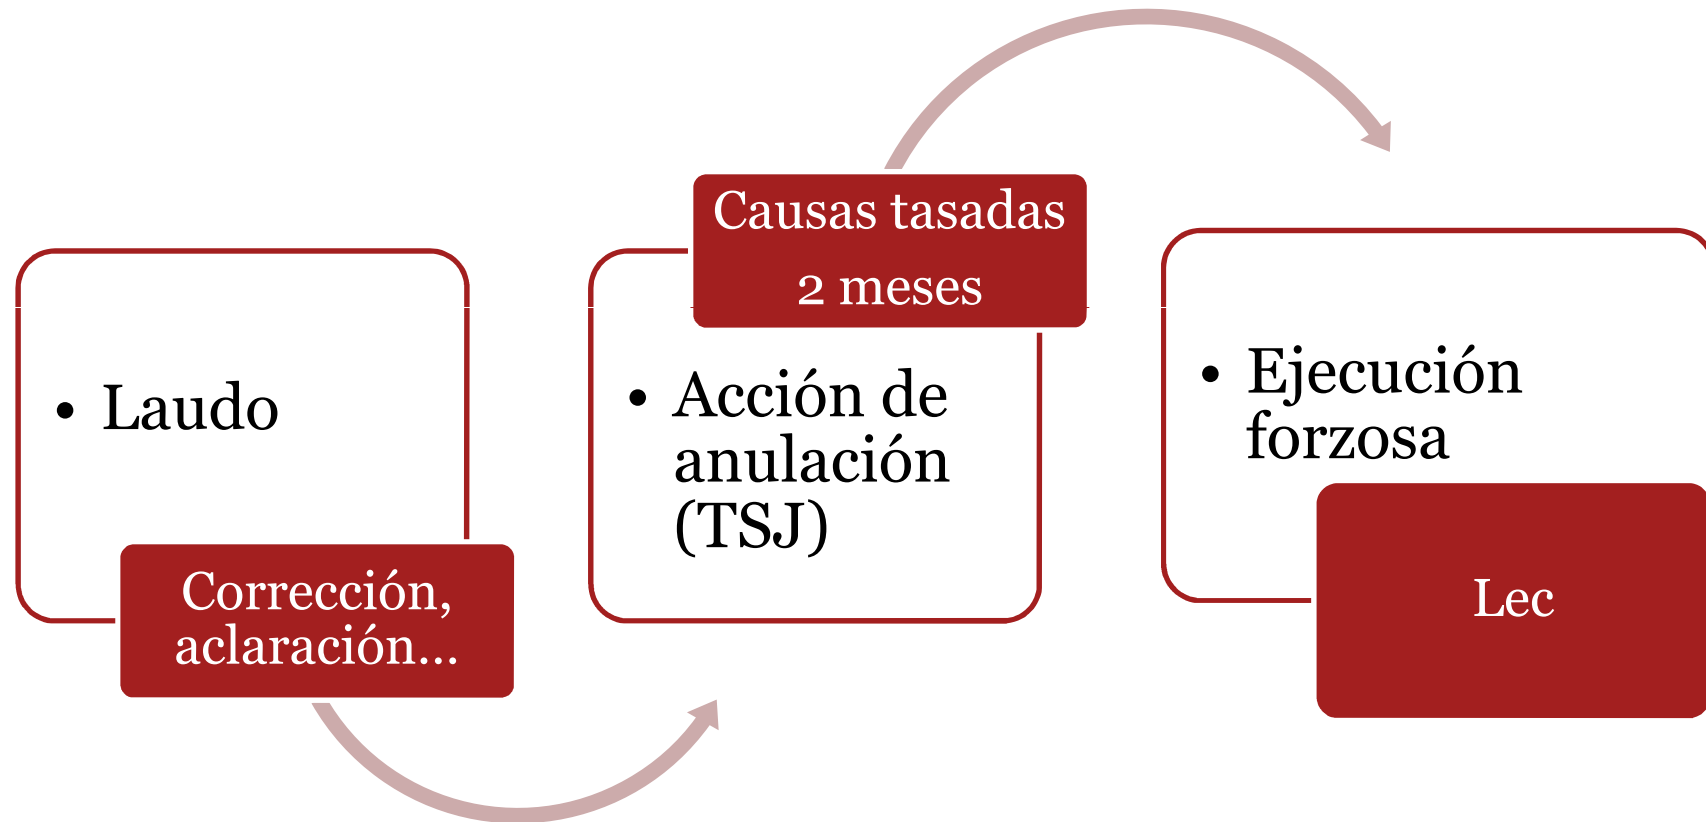 • Laudo
Corrección,
aclaración...
Causas tasadas
2 meses
• Acción de
anulación
(TSJ)
• Ejecución
forzosa
Lec